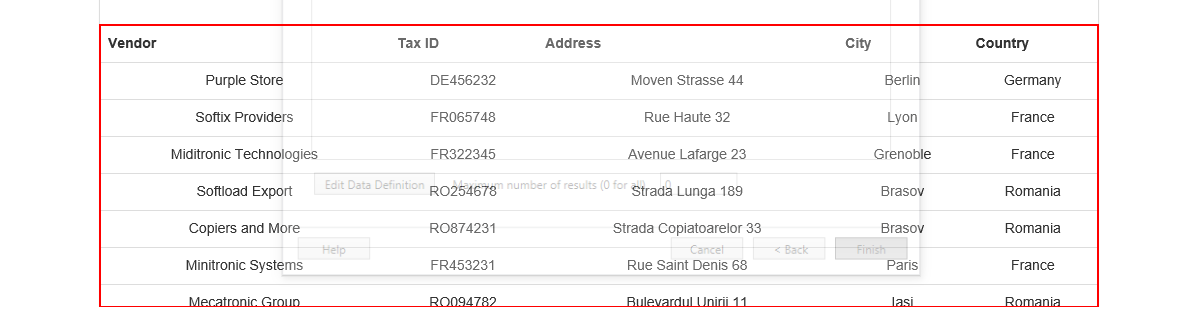 Vendor Tax ID Address City Country
Purple Store DE456232 Moven Strasse 44 Berlin Germany
Softix Providers FR065748 Rue Haute 32 Lyon France
Miditronic Technologies FR322345 Avenue Lafarge 23 Grenoble France
Edit Data Definition Maximum number of results (0 for all) 0
Softload Export RO254678 Strada Lunga 189 Brasov Romania
Copiers and More RO874231 Strada Copiatoarelor 33 Brasov Romania
Help Cancel < Back Finish
Minitronic Systems FR453231 Rue Saint Denis 68 Paris France
Mecatronic Group RO094782 Bulevardul Unirii 11 Iasi Romania